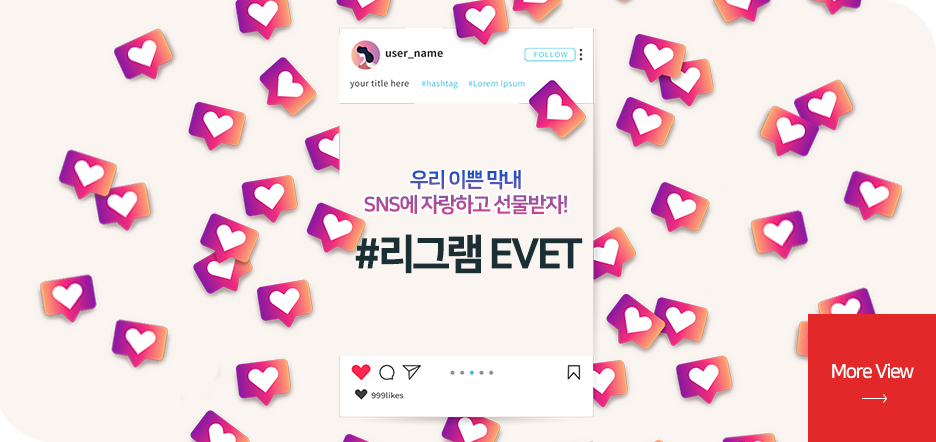 user_name
FOLLOW
your title here #hashtag #Lorem Ipsum
우리 이쁜 막내
SNS에 자랑하고 선물받자!
#리그램 EVET
999likes
More View